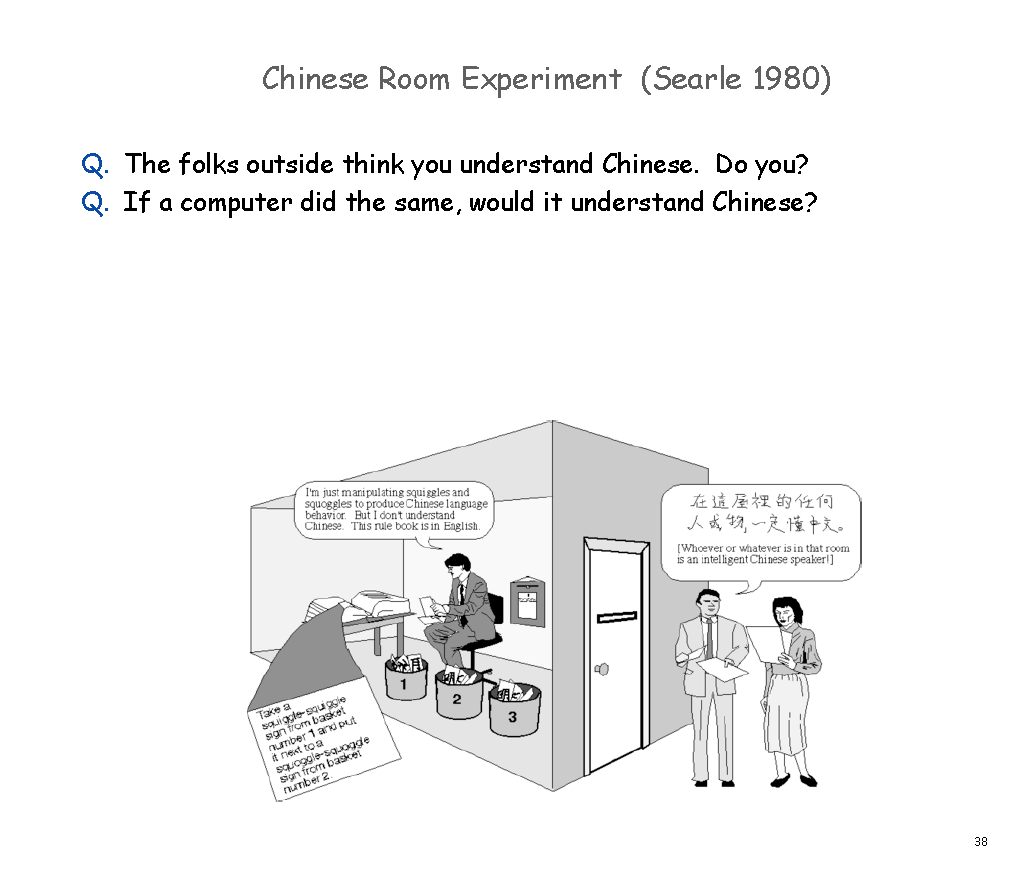 Chinese Room Experiment (Searle 1980)
Q. The folks outside think you understand Chinese. Do you?
Q. If a computer did the same, would it understand Chinese?
I'm just manipulating squiggles and
squoggles to produce Chinese language
behavior. But I don't understand
Chinese. This rule book is in English.
在這屋裡的任何
人或物,一定懂中文。
[Whoever or whatever is in that room
is an intelligent Chinese speaker!]
1
2
3
Take a
squiggle-squiggle
sign from basket
number 1 and put
it next to a
squoggle-squoggle
sign from basket
number 2.
38